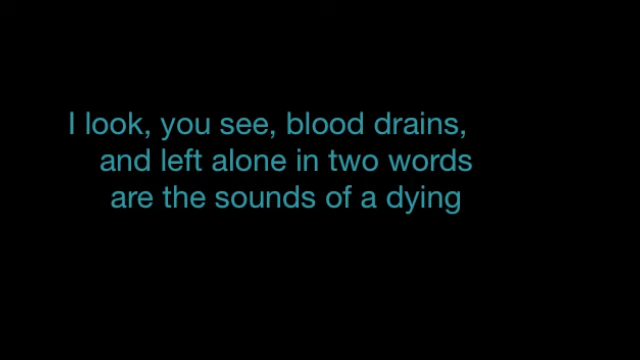 I look, you see, blood drains,
and left alone in two words
are the sounds of a dying